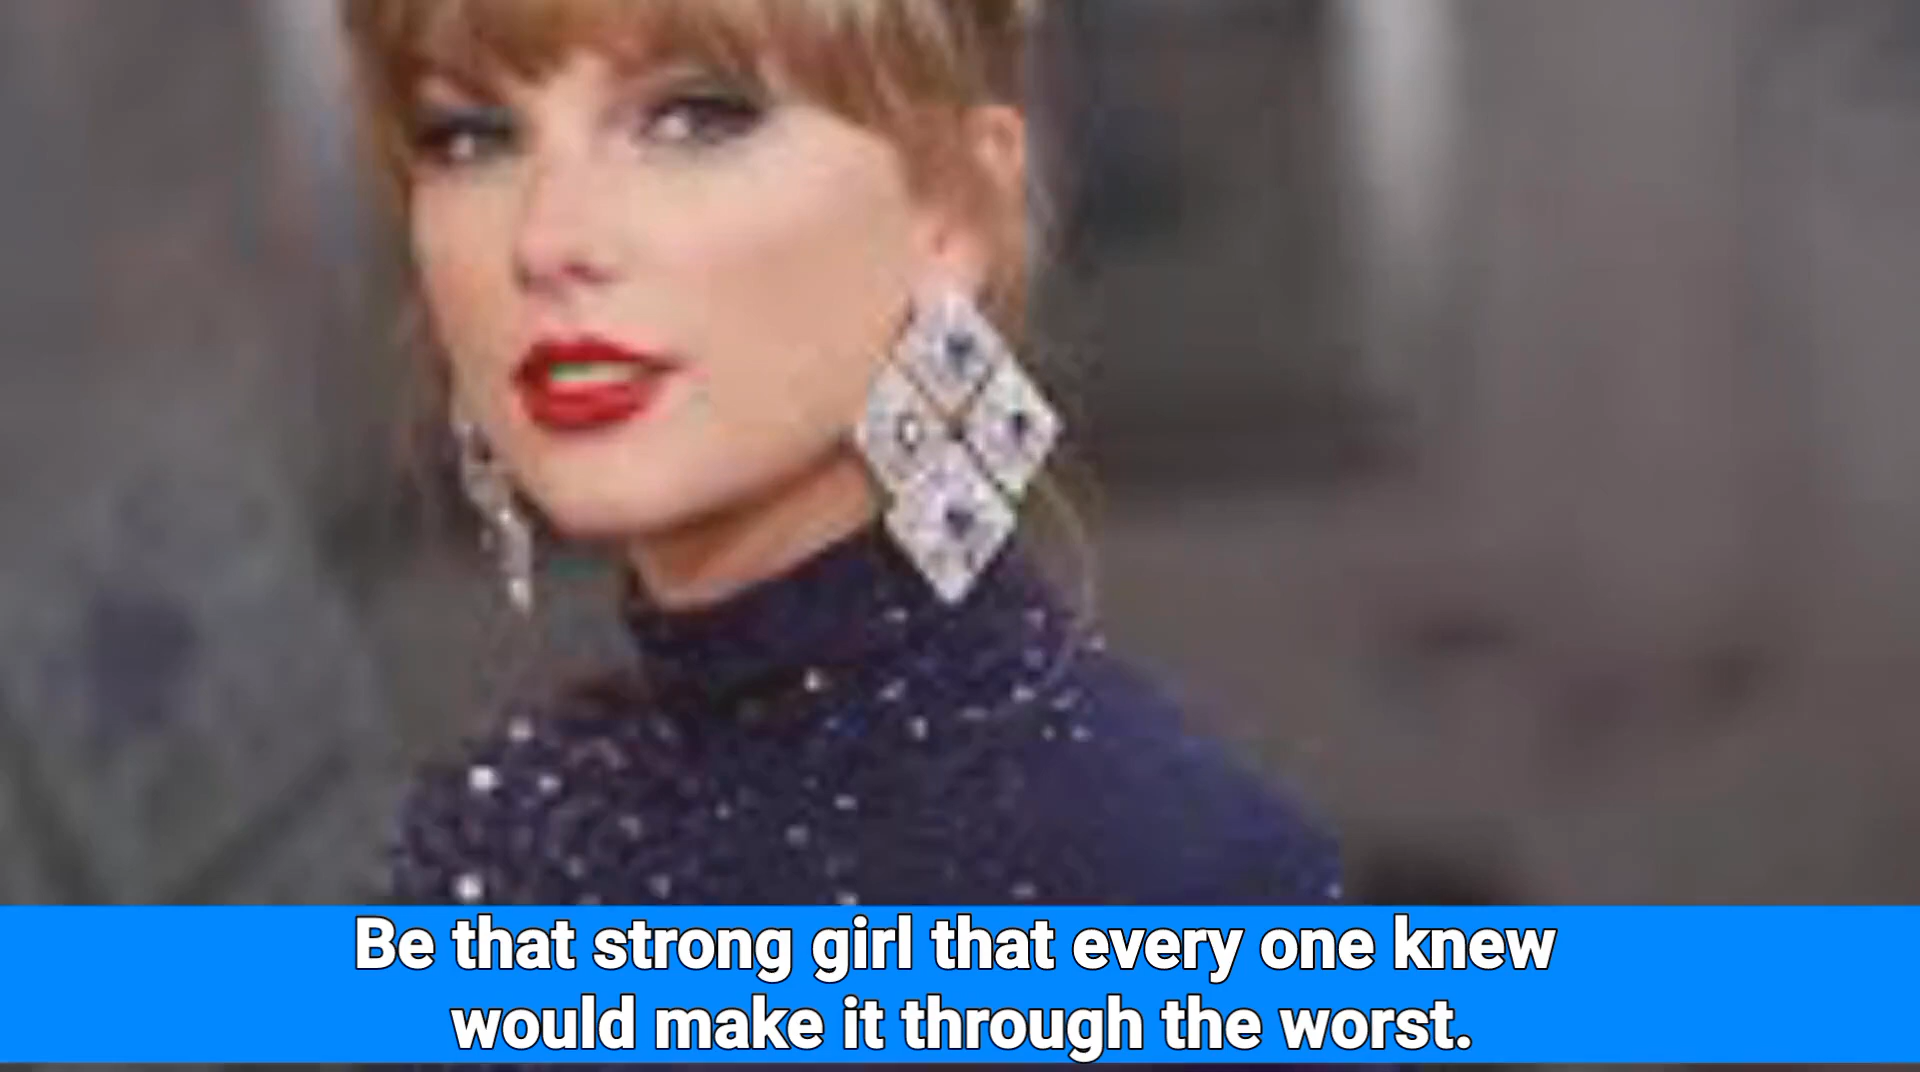 Be that strong girl that every one knew
would make it through the worst.